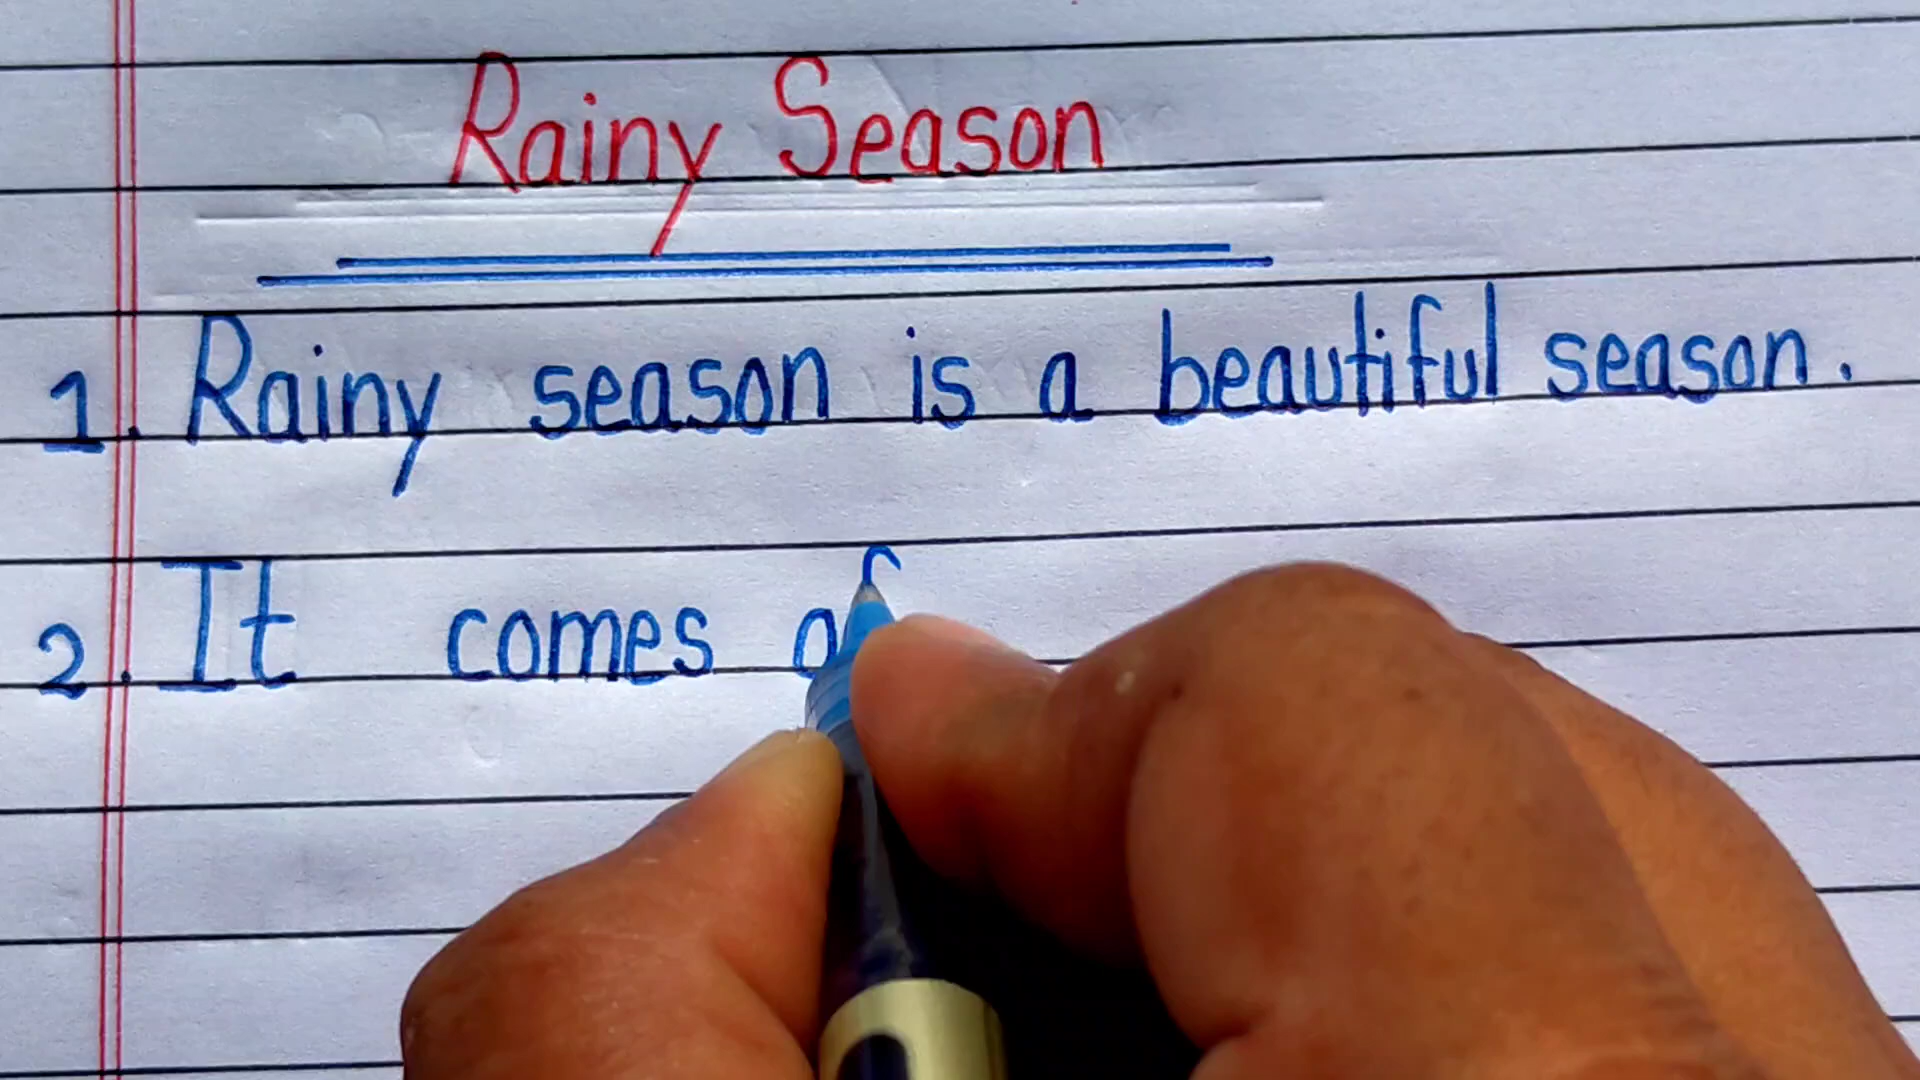 Rainy Season
1. Rainy season is a beautiful season.
2. It comes